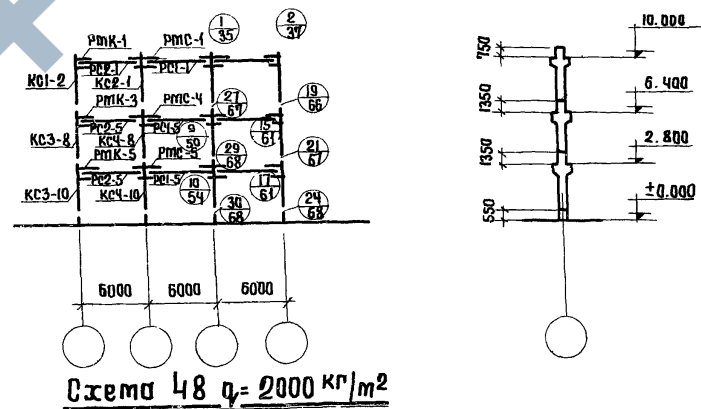 1
35
2
37
РМК-1
РМС-1
РС2-1
РС1-1
КС1-2
КС2-1
27
67
19
66
РМК-3
РМС-4
РС2-5
РС1-5
КС3-8
КС4-8
9
59
15
61
РМК-5
РМС-5
29
68
21
67
РС2-5
РС1-5
КС3-10
КС4-10
10
54
17
61
30
68
24
68
6000
6000
6000
750
1350
1350
550
10.000
6.400
2.800
±0.000
Схема 48 q = 2000 кг/m²